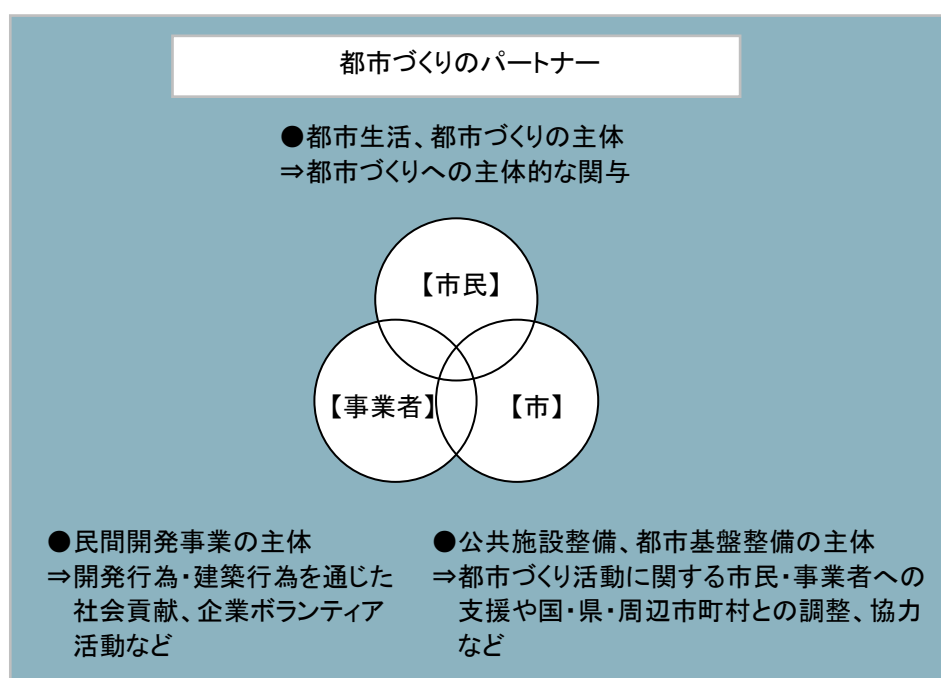 都市づくりのパートナー
●都市生活、都市づくりの主体
⇒都市づくりへの主体的な関与
【市民】
【事業者】
【市】
●民間開発事業の主体
⇒開発行為・建築行為を通じた
社会貢献、企業ボランティア
活動など
●公共施設整備、都市基盤整備の主体
⇒都市づくり活動に関する市民・事業者への
支援や国・県・周辺市町村との調整、協力
など